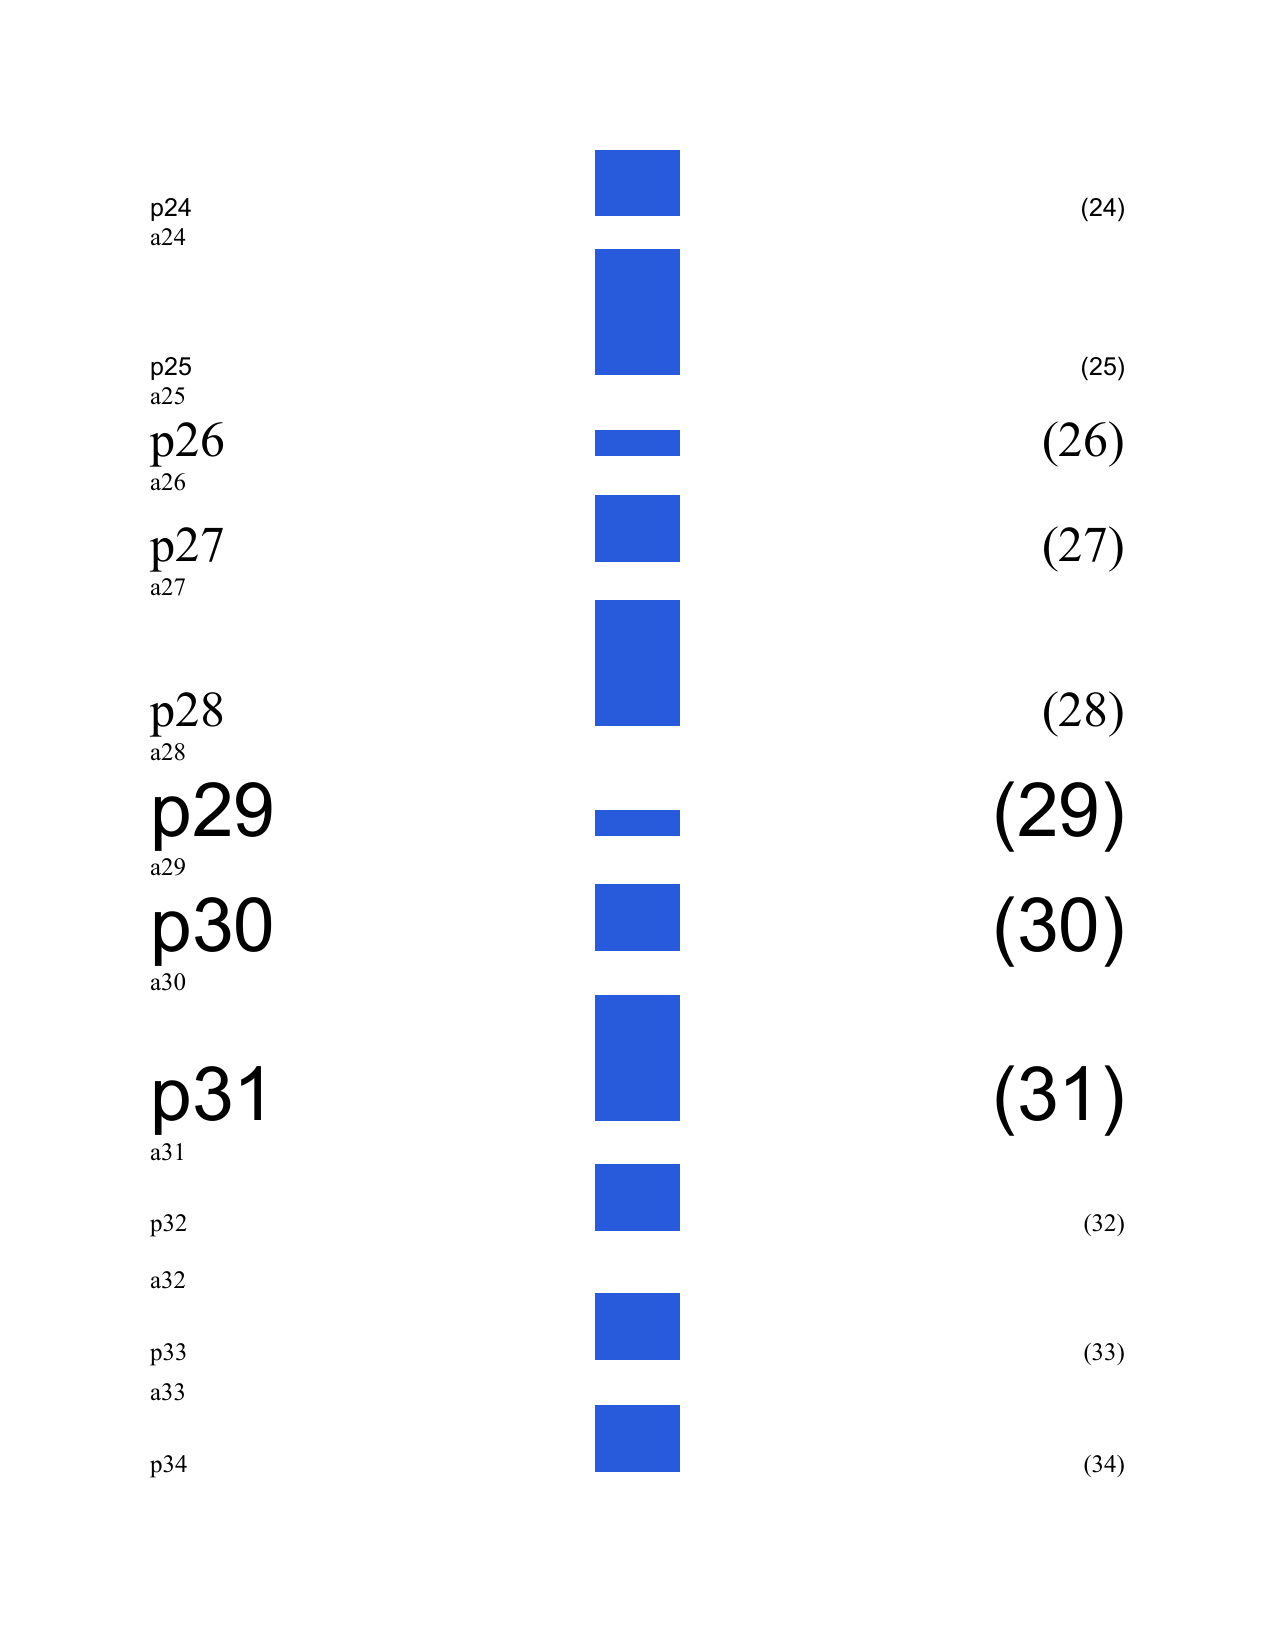 p24 (24)
a24
p25 (25)
a25
p26 (26)
a26
p27 (27)
a27
p28 (28)
a28
p29 (29)
a29
p30 (30)
a30
p31 (31)
a31
p32 (32)
a32
p33 (33)
a33
p34 (34)